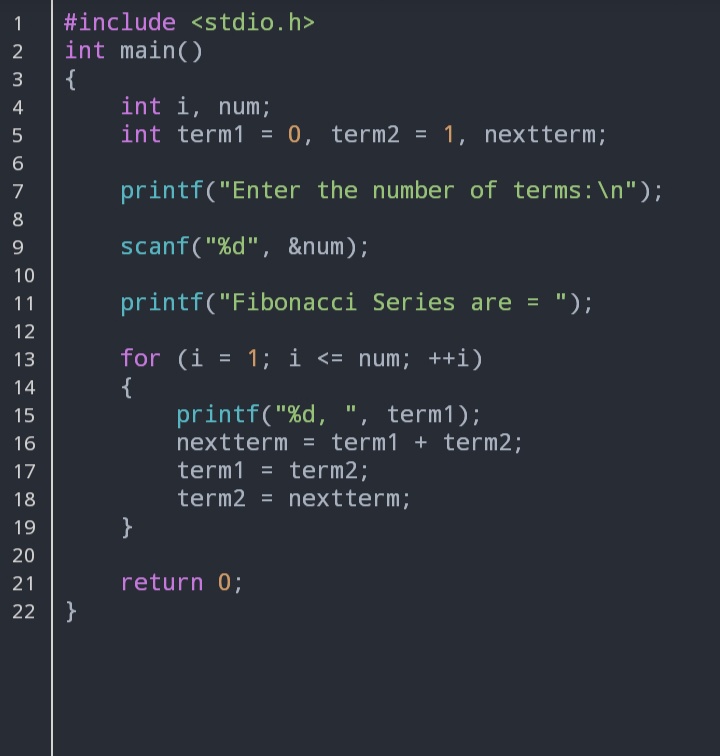 1 #include <stdio.h>
2 int main()
3 {
4     int i, num;
5     int term1 = 0, term2 = 1, nextterm;
6
7     printf("Enter the number of terms:\n");
8
9     scanf("%d", &num);
10
11     printf("Fibonacci Series are = ");
12
13     for (i = 1; i <= num; ++i)
14     {
15         printf("%d, ", term1);
16         nextterm = term1 + term2;
17         term1 = term2;
18         term2 = nextterm;
19     }
20
21     return 0;
22 }